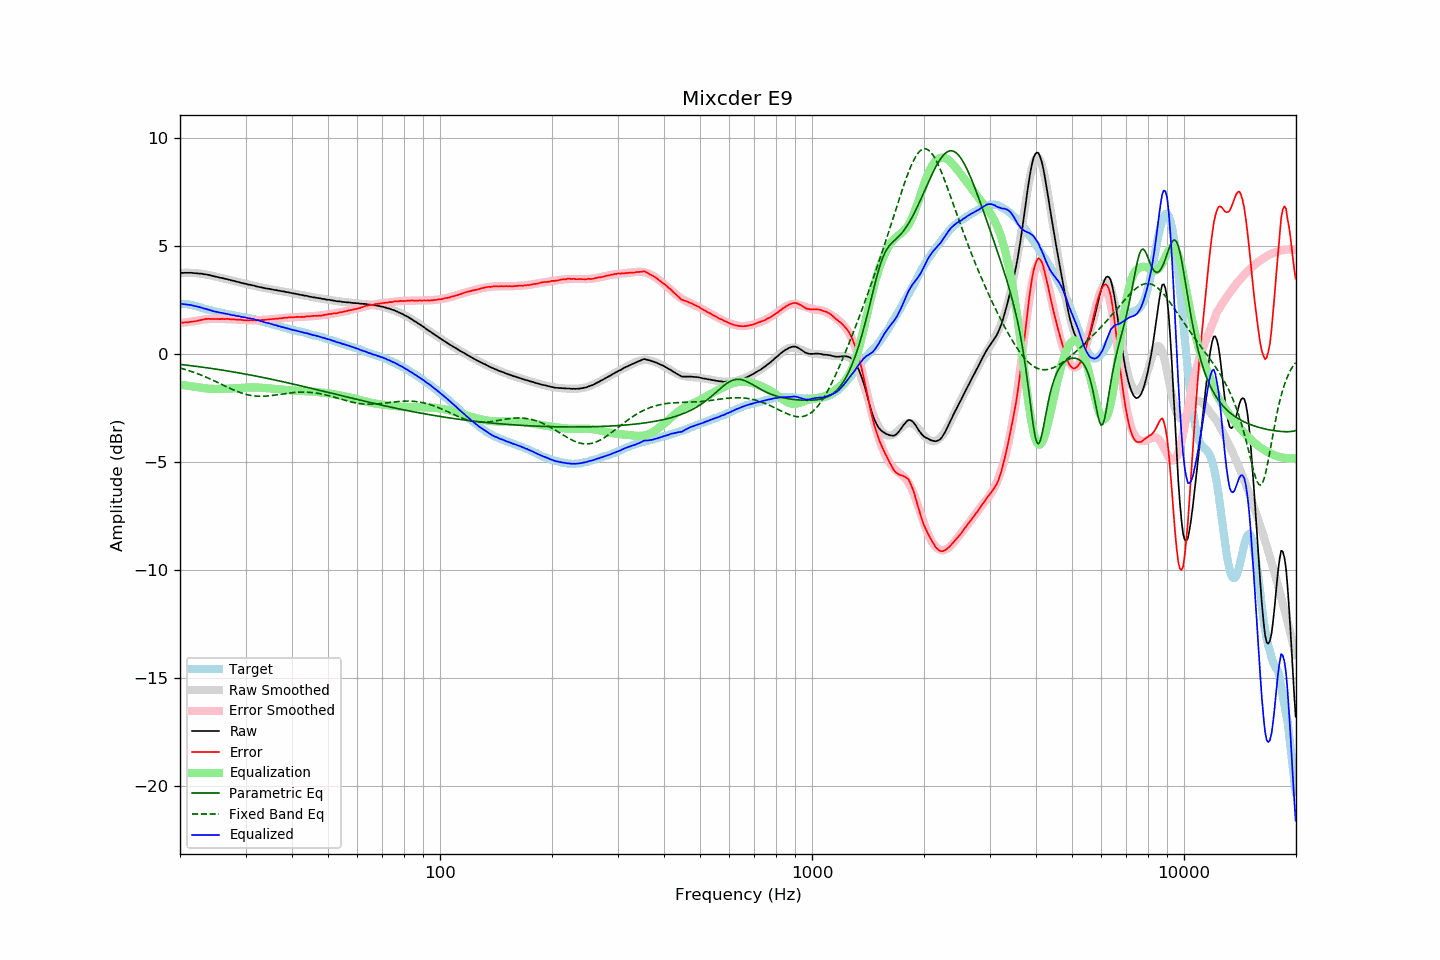 Mixcder E9
10
5
0
−5
−10
−15
−20
Amplitude (dBr)
Target
Raw Smoothed
Error Smoothed
Raw
Error
Equalization
Parametric Eq
Fixed Band Eq
Equalized
100 1000 10000
Frequency (Hz)